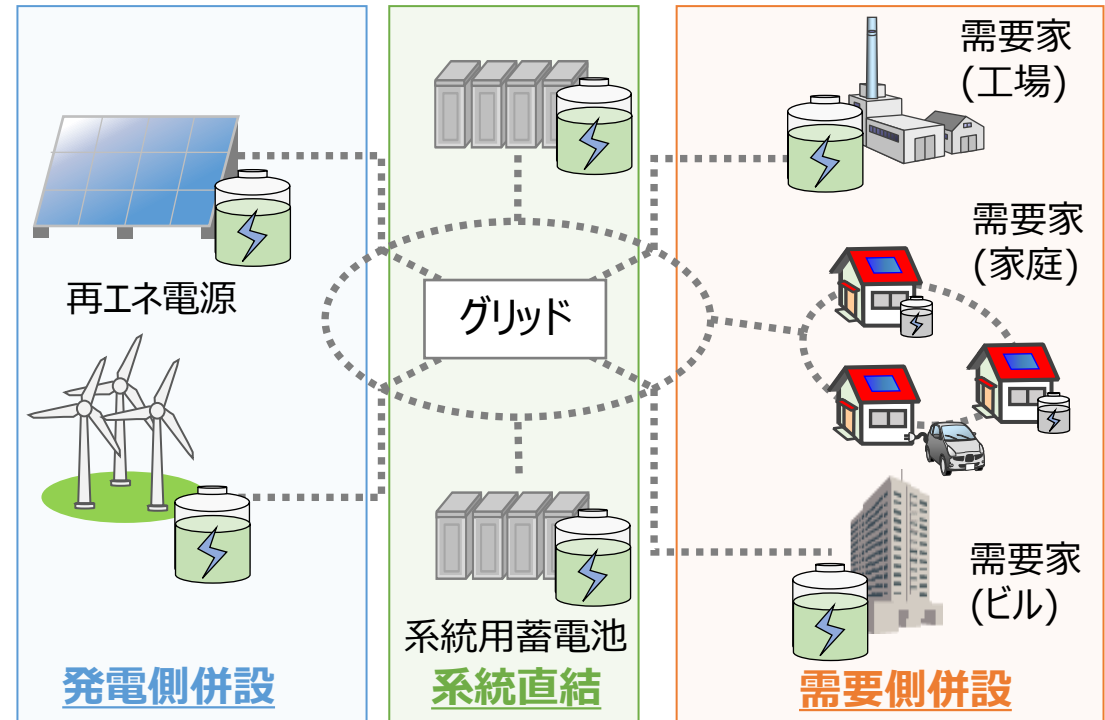 再エネ電源
発電側併設
グリッド
系統用蓄電池
系統直結
需要家
(工場)
需要家
(家庭)
需要家
(ビル)
需要側併設